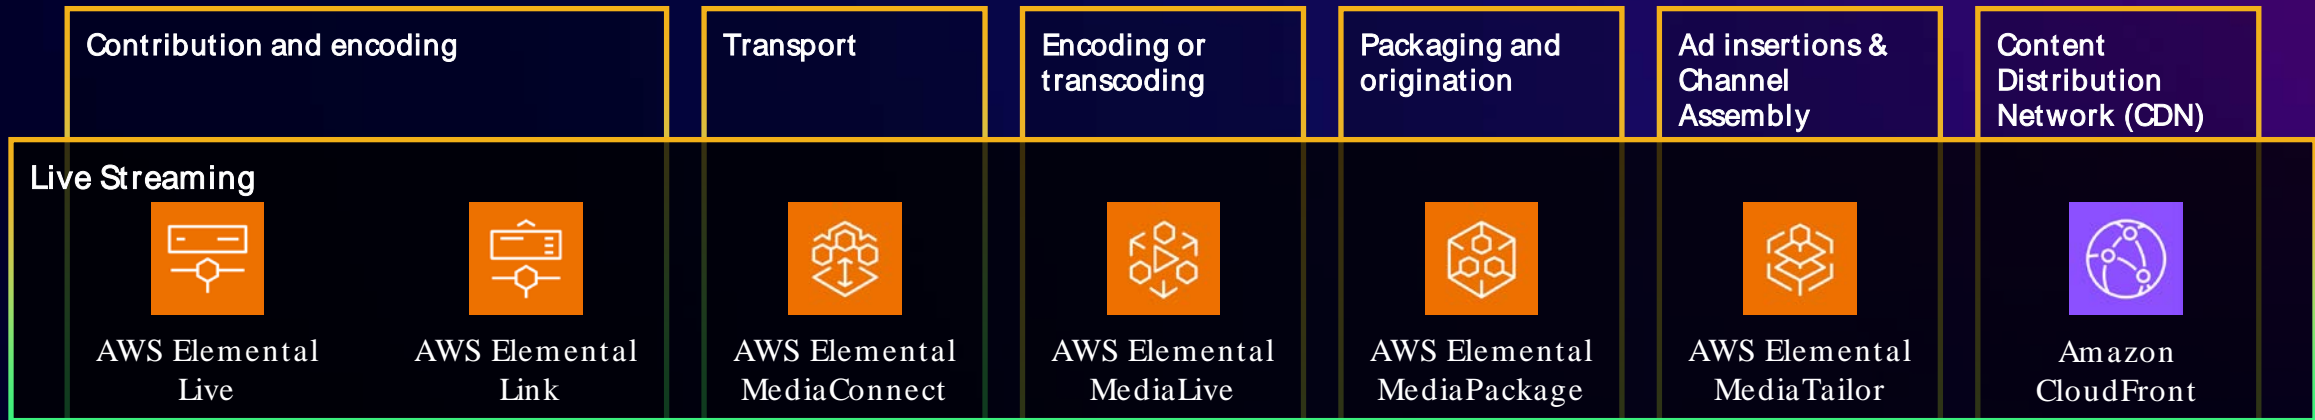 Contribution and encoding
Transport
Encoding or
transcoding
Packaging and
origination
Ad insertions &
Channel
Assembly
Content
Distribution
Network (CDN)
Live Streaming
AWS Elemental
Live
AWS Elemental
Link
AWS Elemental
MediaConnect
AWS Elemental
MediaLive
AWS Elemental
MediaPackage
AWS Elemental
MediaTailor
Amazon
CloudFront